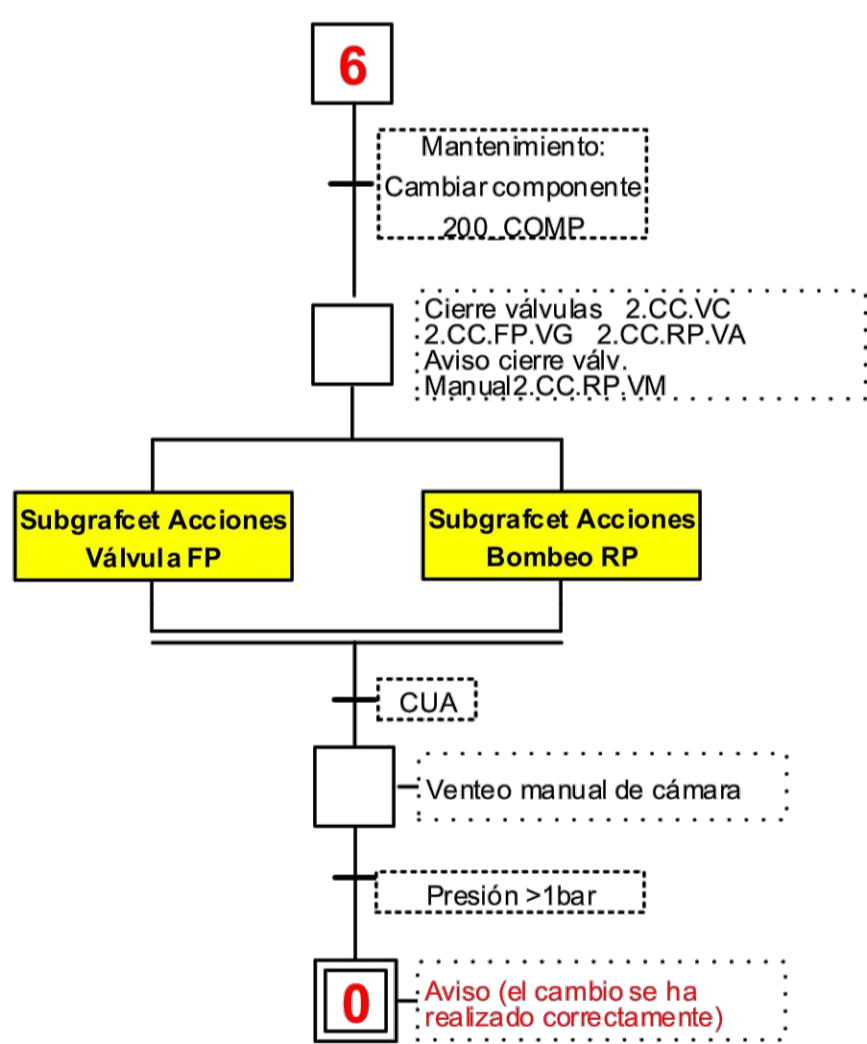 6
Mantenimiento:
Cambiar componente
200_COMP
Cierre válvulas 2.CC.VC
2.CC.FP.VG 2.CC.RP.VA
Aviso cierre válv.
Manual2.CC.RP.VM
Subgrafcet Acciones
Válvula FP
Subgrafcet Acciones
Bombeo RP
CUA
Venteo manual de cámara
Presión >1bar
0
Aviso (el cambio se ha
realizado correctamente)